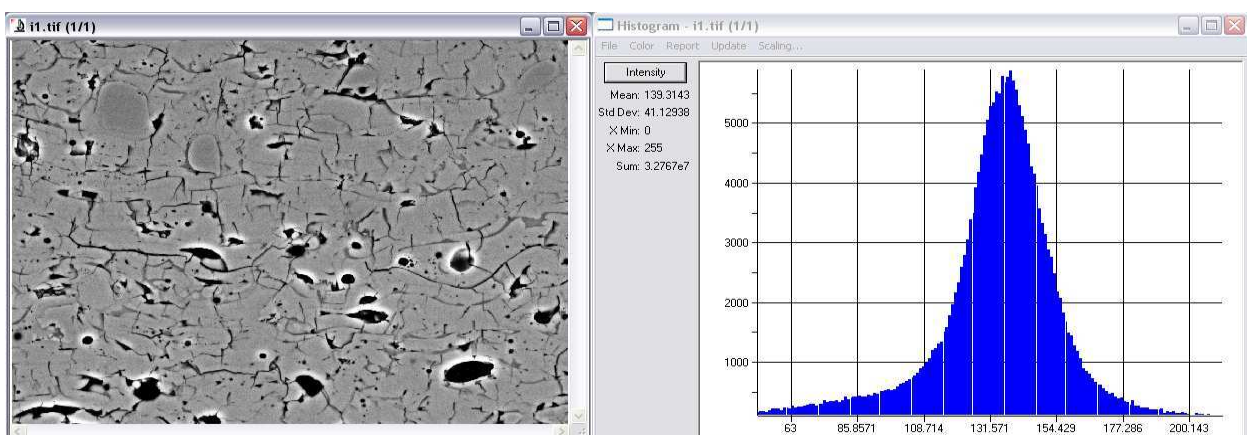 i1.tif (1/1)
Histogram - i1.tif (1/1)
File Color Report Update Scaling...
Intensity
Mean: 139.3143
Std Dev: 41.12938
X Min: 0
X Max: 255
Sum: 3.2767e7
5000
4000
3000
2000
1000
63 85.8571 108.714 131.571 154.429 177.286 200.143